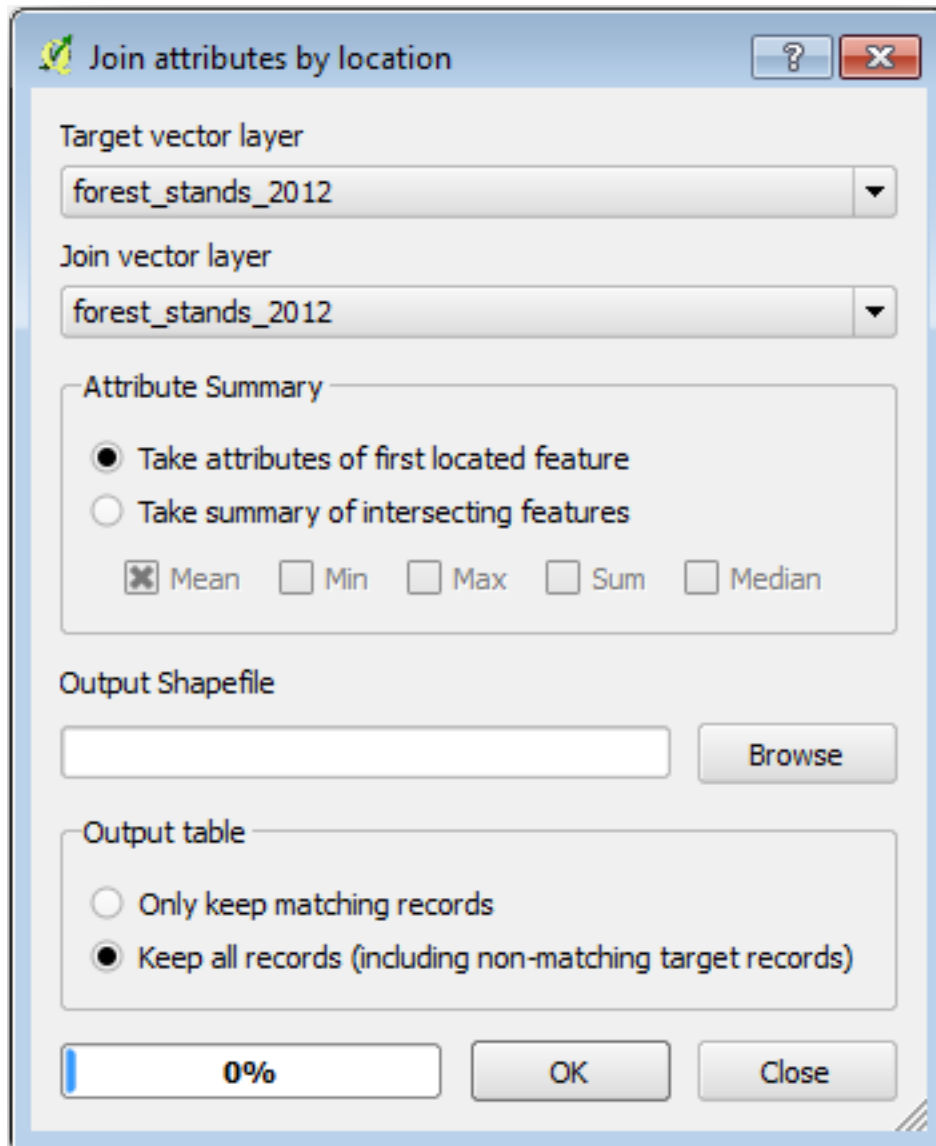 Join attributes by location
?
Target vector layer
forest_stands_2012
Join vector layer
forest_stands_2012
Attribute Summary
Take attributes of first located feature
Take summary of intersecting features
Mean Min Max Sum Median
Output Shapefile
Browse
Output table
Only keep matching records
Keep all records (including non-matching target records)
0% OK Close